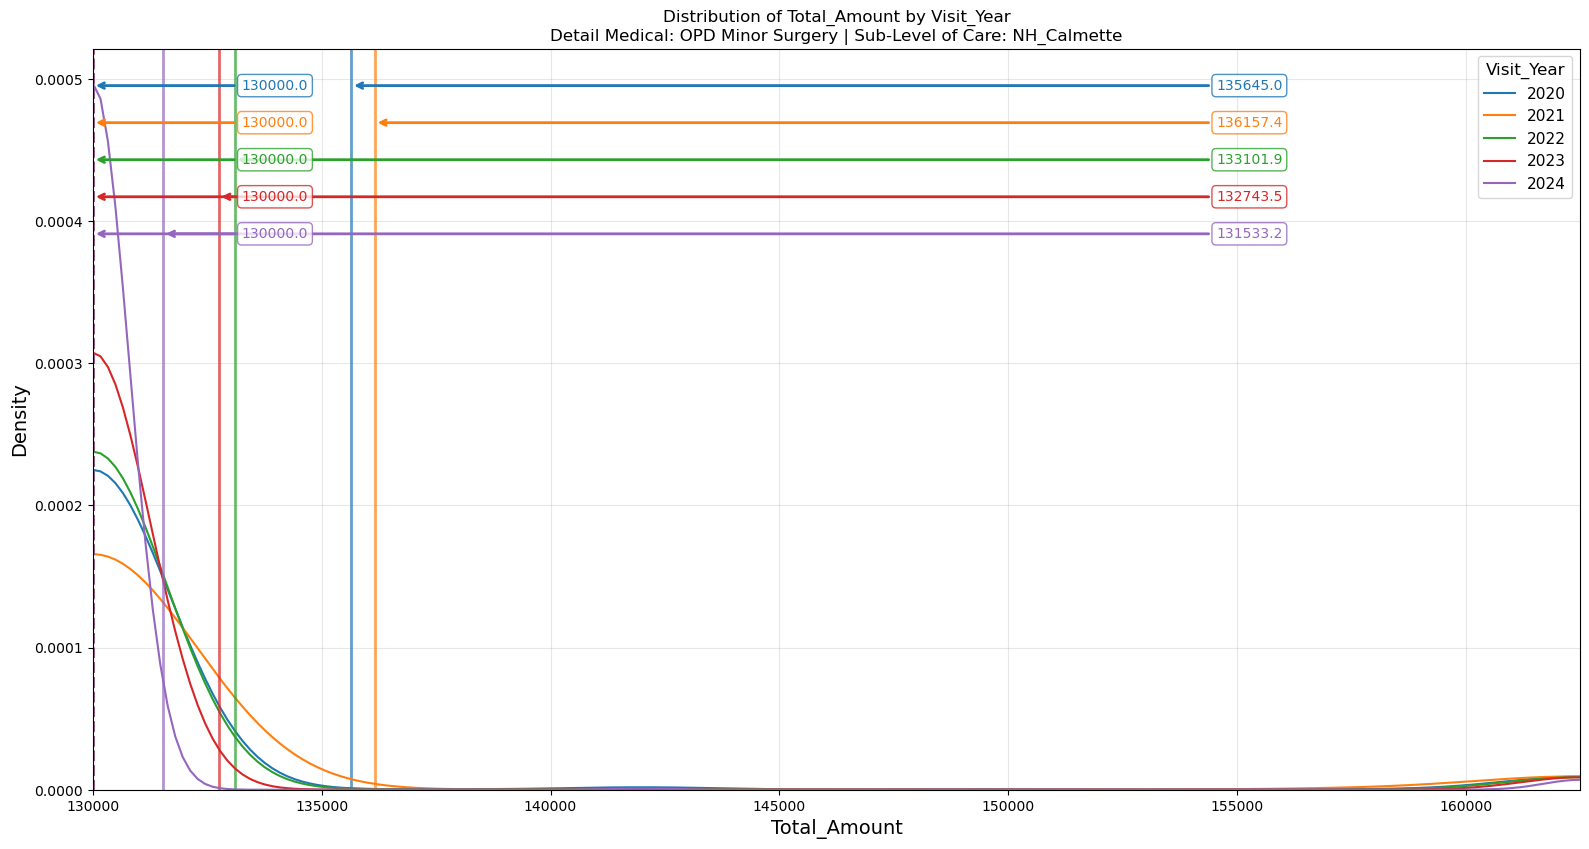 Distribution of Total_Amount by Visit_Year
Detail Medical: OPD Minor Surgery | Sub-Level of Care: NH_Calmette
Visit_Year
2020
2021
2022
2023
2024
130000.0 135645.0
130000.0 136157.4
130000.0 133101.9
130000.0 132743.5
130000.0 131533.2
Density
0.0005
0.0004
0.0003
0.0002
0.0001
0.0000
130000 135000 140000 145000 150000 155000 160000
Total_Amount